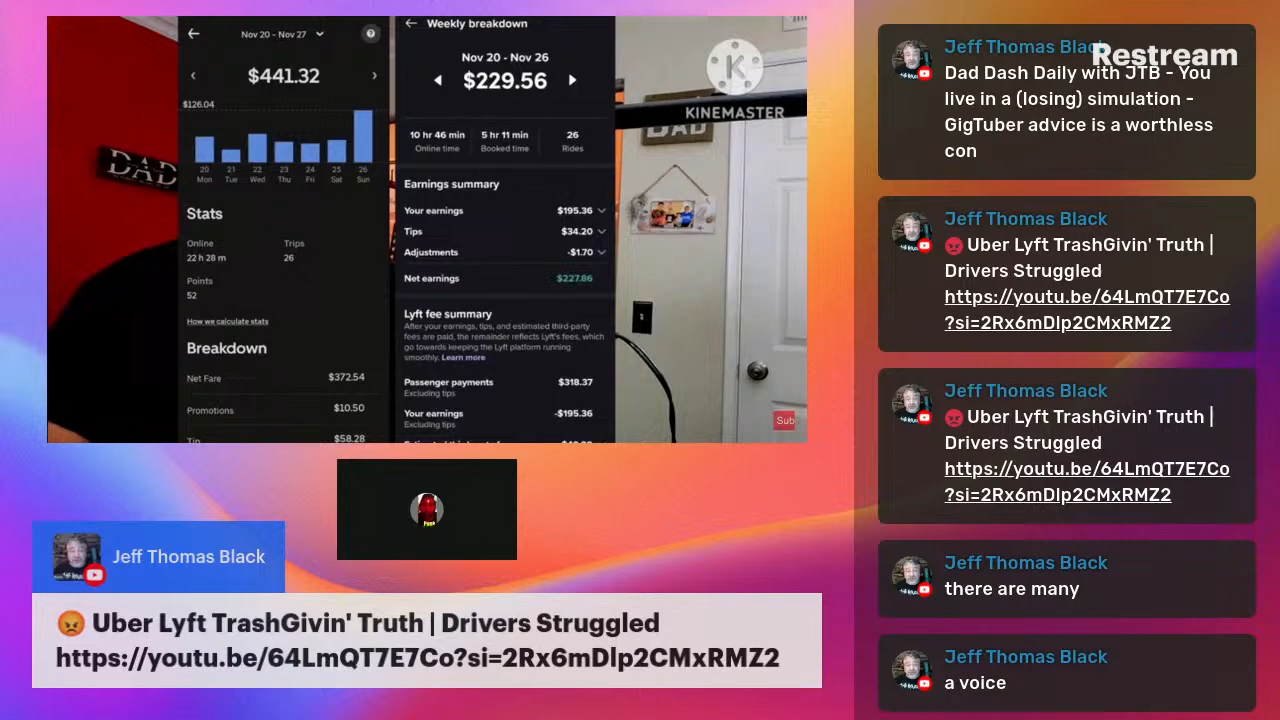 Nov 20 - Nov 27
$441.32
$126.04
20 21 22 23 24 25 26
Mon Tue Wed Thu Fri Sat Sun
Stats
Online Trips
22 h 28 m 26
Points
52
How we calculate stats
Breakdown
Net Fare $372.54
Promotions $10.50
Tip $58.28
Weekly breakdown
Nov 20 - Nov 26
$229.56
10 hr 46 min 5 hr 11 min 26
Online time Booked time Rides
Earnings summary
Your earnings $195.36
Tips $34.20
Adjustments -$1.70
Net earnings $227.86
Lyft fee summary
After your earnings, tips, and estimated third-party
fees are paid, the remainder reflects Lyft's fees, which
go towards keeping the Lyft platform running
smoothly. Learn more
Passenger payments $318.37
Excluding tips
Your earnings -$195.36
Excluding tips
DAD
DAD
K
KINEMASTER
Sub
Jeff Thomas Black
😡 Uber Lyft TrashGivin' Truth | Drivers Struggled
https://youtu.be/64LmQT7E7Co?si=2Rx6mDlp2CMxRMZ2
Restream
Jeff Thomas Black
Dad Dash Daily with JTB - You
live in a (losing) simulation -
GigTuber advice is a worthless
con
Jeff Thomas Black
😡 Uber Lyft TrashGivin' Truth |
Drivers Struggled
https://youtu.be/64LmQT7E7Co
?si=2Rx6mDlp2CMxRMZ2
Jeff Thomas Black
😡 Uber Lyft TrashGivin' Truth |
Drivers Struggled
https://youtu.be/64LmQT7E7Co
?si=2Rx6mDlp2CMxRMZ2
Jeff Thomas Black
there are many
Jeff Thomas Black
a voice